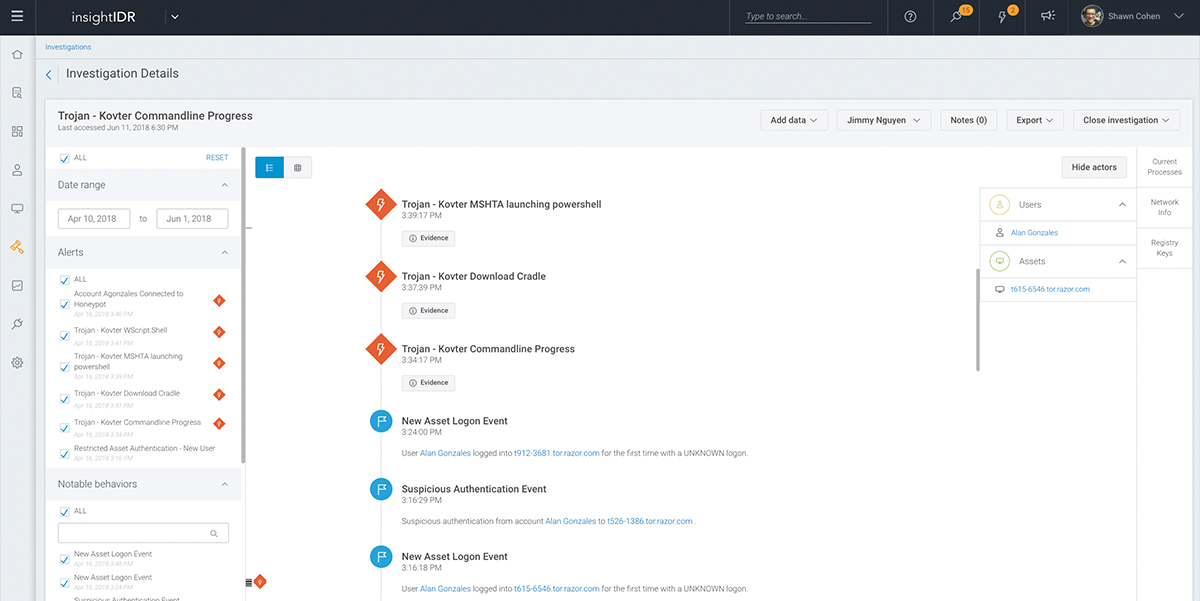 insightIDR
Type to search...
15
2
Shawn Cohen
Investigations
Investigation Details
Trojan - Kovter Commandline Progress
Last accessed Jun 11, 2018 6:30 PM
Add data
Jimmy Nguyen
Notes (0)
Export
Close investigation
ALL
RESET
Date range
Apr 10, 2018 to Jun 1, 2018
Alerts
ALL
Account Agonzales Connected to
Honeypot
Apr 16, 2018 3:46 PM
Trojan - Kovter WScript.Shell
Apr 16, 2018 3:41 PM
Trojan - Kovter MSHTA launching
powershell
Apr 16, 2018 3:39 PM
Trojan - Kovter Download Cradle
Apr 16, 2018 3:37 PM
Trojan - Kovter Commandline Progress
Apr 16, 2018 3:34 PM
Restricted Asset Authentication - New User
Apr 16, 2018 3:16 PM
Notable behaviors
ALL
New Asset Logon Event
Apr 16, 2018 3:48 PM
New Asset Logon Event
Apr 16, 2018 3:24 PM
Suspicious Authentication Event
Hide actors
Trojan - Kovter MSHTA launching powershell
3:39:17 PM
Evidence
Trojan - Kovter Download Cradle
3:37:39 PM
Evidence
Trojan - Kovter Commandline Progress
3:34:17 PM
Evidence
New Asset Logon Event
3:24:00 PM
User Alan Gonzales logged into t912-3681.tor.razor.com for the first time with a UNKNOWN logon.
Suspicious Authentication Event
3:16:29 PM
Suspicious authentication from account Alan Gonzales to t526-1386.tor.razor.com .
New Asset Logon Event
3:16:18 PM
User Alan Gonzales logged into t615-6546.tor.razor.com for the first time with a UNKNOWN logon.
Users
Alan Gonzales
Assets
t615-6546.tor.razor.com
Current
Processes
Network
Info
Registry
Keys